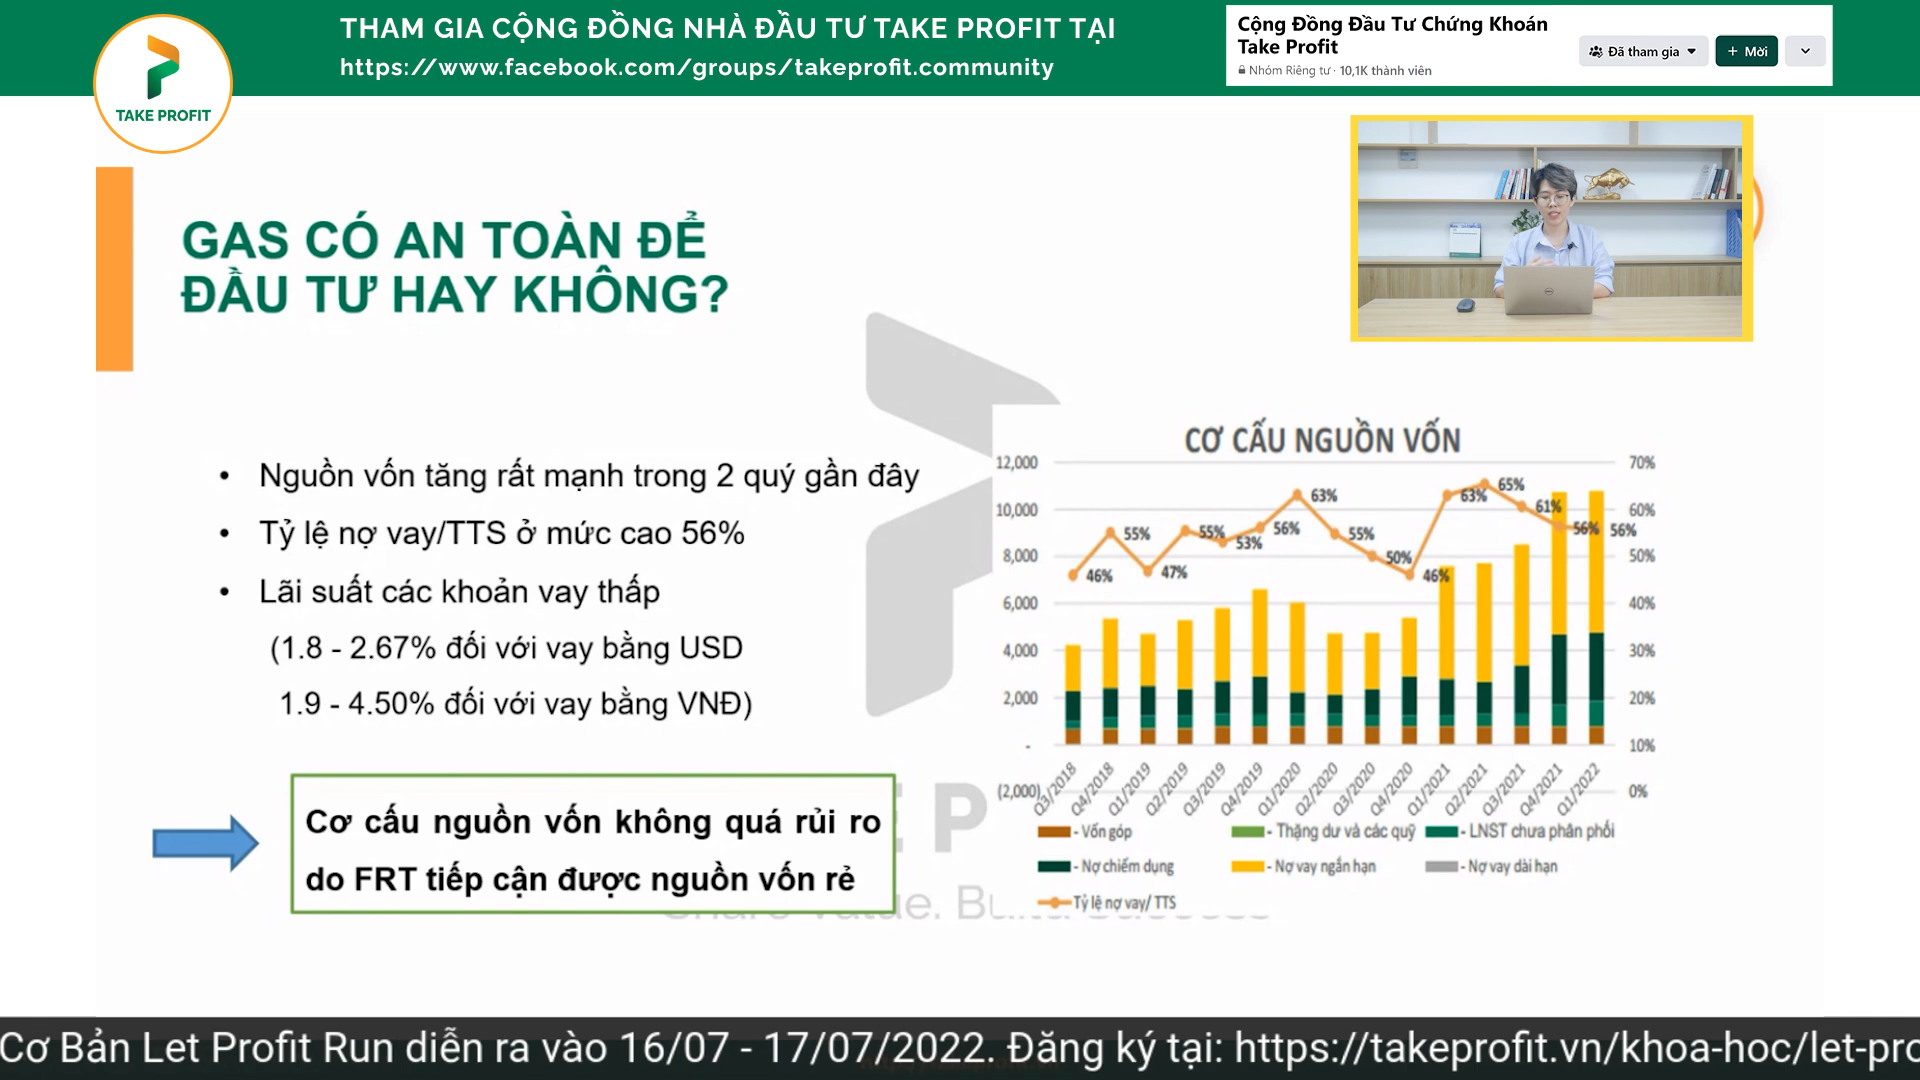 THAM GIA CỘNG ĐỒNG NHÀ ĐẦU TƯ TAKE PROFIT TẠI
https://www.facebook.com/groups/takeprofit.community
Cộng Đồng Đầu Tư Chứng Khoán
Take Profit
Nhóm Riêng tư · 10,1K thành viên
Đã tham gia
+ Mời
TAKE PROFIT
GAS CÓ AN TOÀN ĐỂ
ĐẦU TƯ HAY KHÔNG?
• Nguồn vốn tăng rất mạnh trong 2 quý gần đây
• Tỷ lệ nợ vay/TTS ở mức cao 56%
• Lãi suất các khoản vay thấp
(1.8 - 2.67% đối với vay bằng USD
1.9 - 4.50% đối với vay bằng VNĐ)
Cơ cấu nguồn vốn không quá rủi ro
do FRT tiếp cận được nguồn vốn rẻ
CƠ CẤU NGUỒN VỐN
12,000
10,000
8,000
6,000
4,000
2,000
-
(2,000)
70%
60%
50%
40%
30%
20%
10%
0%
46%
55%
47%
55%
53%
56%
63%
55%
50%
46%
63%
65%
61%
56%
56%
Q3/2018
Q4/2018
Q1/2019
Q2/2019
Q3/2019
Q4/2019
Q1/2020
Q2/2020
Q3/2020
Q4/2020
Q1/2021
Q2/2021
Q3/2021
Q4/2021
Q1/2022
- Vốn góp
- Thặng dư và các quỹ
- LNST chưa phân phối
- Nợ chiếm dụng
- Nợ vay ngắn hạn
- Nợ vay dài hạn
Tỷ lệ nợ vay/ TTS
Cơ Bản Let Profit Run diễn ra vào 16/07 - 17/07/2022. Đăng ký tại: https://takeprofit.vn/khoa-hoc/let-pro